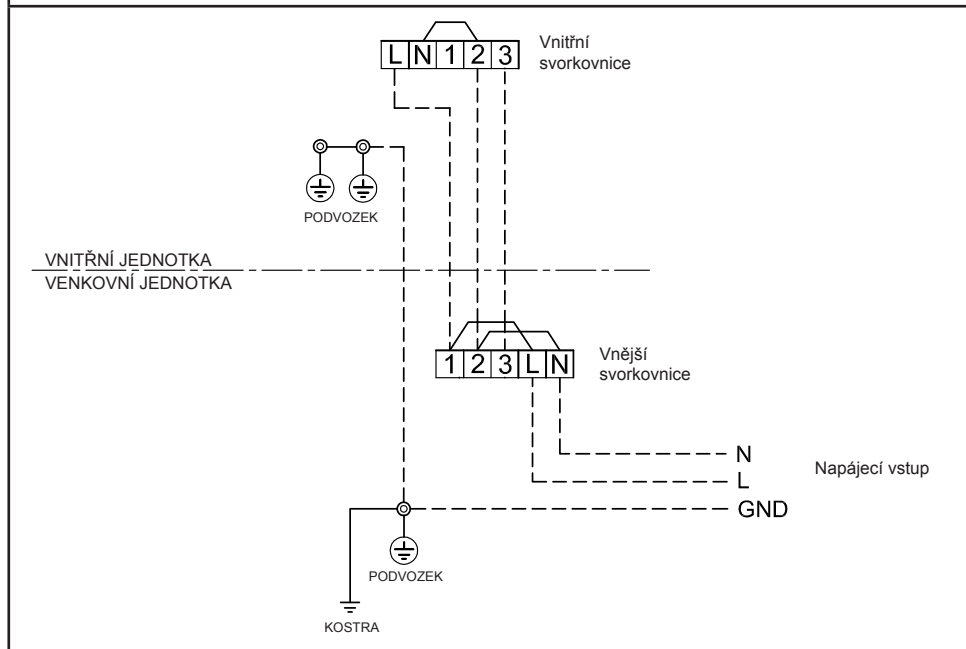 L N 1 2 3
Vnitřní
svorkovnice
PODVOZEK
VNITŘNÍ JEDNOTKA
VENKOVNÍ JEDNOTKA
1 2 3 L N
Vnější
svorkovnice
N
L
GND
Napájecí vstup
PODVOZEK
KOSTRA